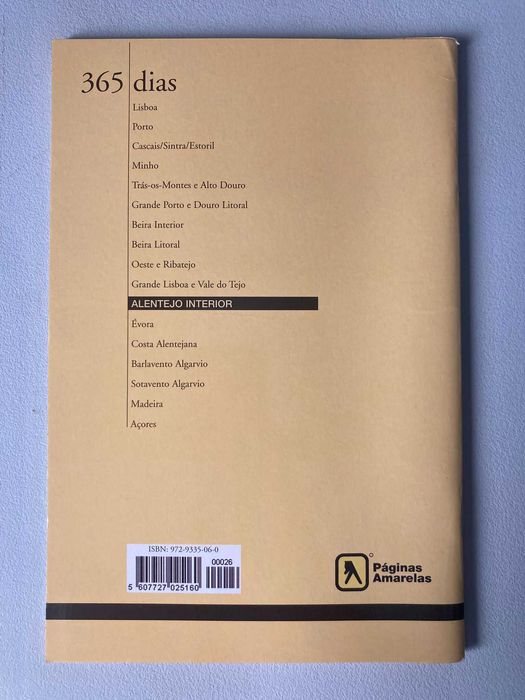 365 dias
Lisboa
Porto
Cascais/Sintra/Estoril
Minho
Trás-os-Montes e Alto Douro
Grande Porto e Douro Litoral
Beira Interior
Beira Litoral
Oeste e Ribatejo
Grande Lisboa e Vale do Tejo
ALENTEJO INTERIOR
Évora
Costa Alentejana
Barlavento Algarvio
Sotavento Algarvio
Madeira
Açores
ISBN: 972-9335-06-0
00026
5 607727 025160
Páginas
Amarelas